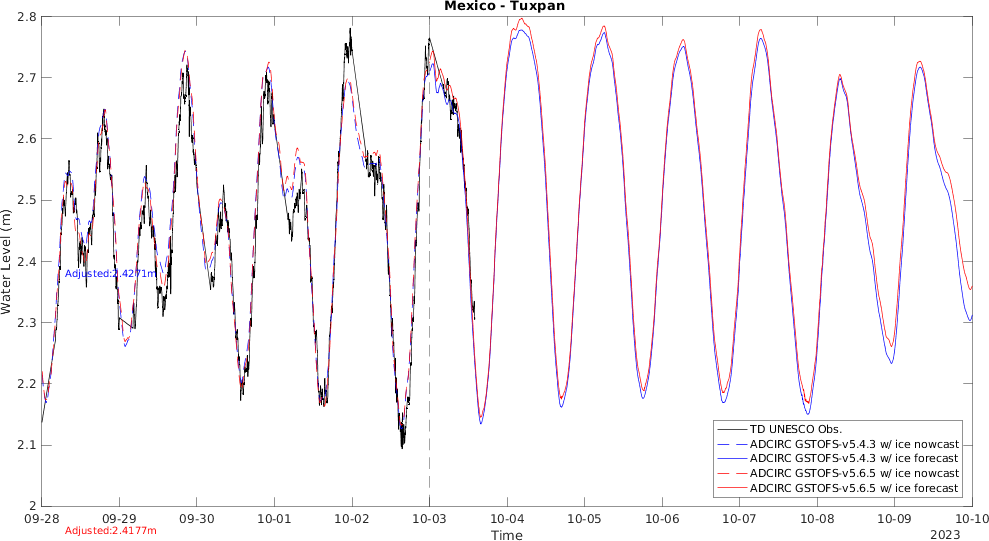 Mexico - Tuxpan
2.8
2.7
2.6
2.5
2.4
2.3
2.2
2.1
2
Water Level (m)
Adjusted:2.4271m
TD UNESCO Obs.
ADCIRC GSTOFS-v5.4.3 w/ ice nowcast
ADCIRC GSTOFS-v5.4.3 w/ ice forecast
ADCIRC GSTOFS-v5.6.5 w/ ice nowcast
ADCIRC GSTOFS-v5.6.5 w/ ice forecast
09-28 09-29 09-30 10-01 10-02 10-03 10-04 10-05 10-06 10-07 10-08 10-09 10-10
Adjusted:2.4177m
Time
2023